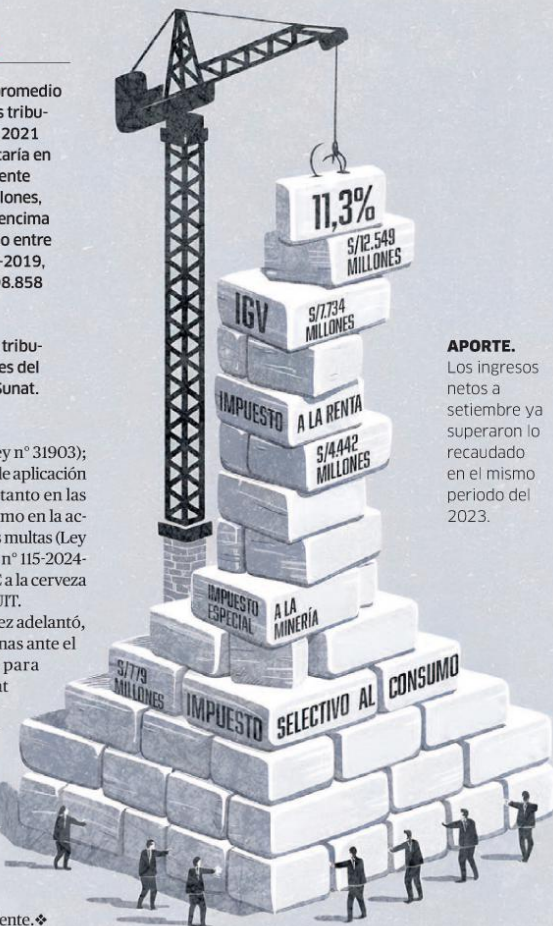 promedio
s tribu-
2021
taría en
ente
lones,
encima
o entre
-2019,
8.858
tribu-
es del
Sunat.
ey n° 31903);
de aplicación
tanto en las
mo en la ac-
s multas (Ley
n° 115-2024-
C a la cerveza
UIT.
ez adelantó,
nas ante el
para
at
ente.❖
11,3%
S/12.549
MILLONES
IGV
S/7.734
MILLONES
IMPUESTO A LA RENTA
S/4.442
MILLONES
IMPUESTO
ESPECIAL
A LA
MINERÍA
S/779
MILLONES
IMPUESTO SELECTIVO AL CONSUMO
APORTE.
Los ingresos
netos a
setiembre ya
superaron lo
recaudado
en el mismo
periodo del
2023.